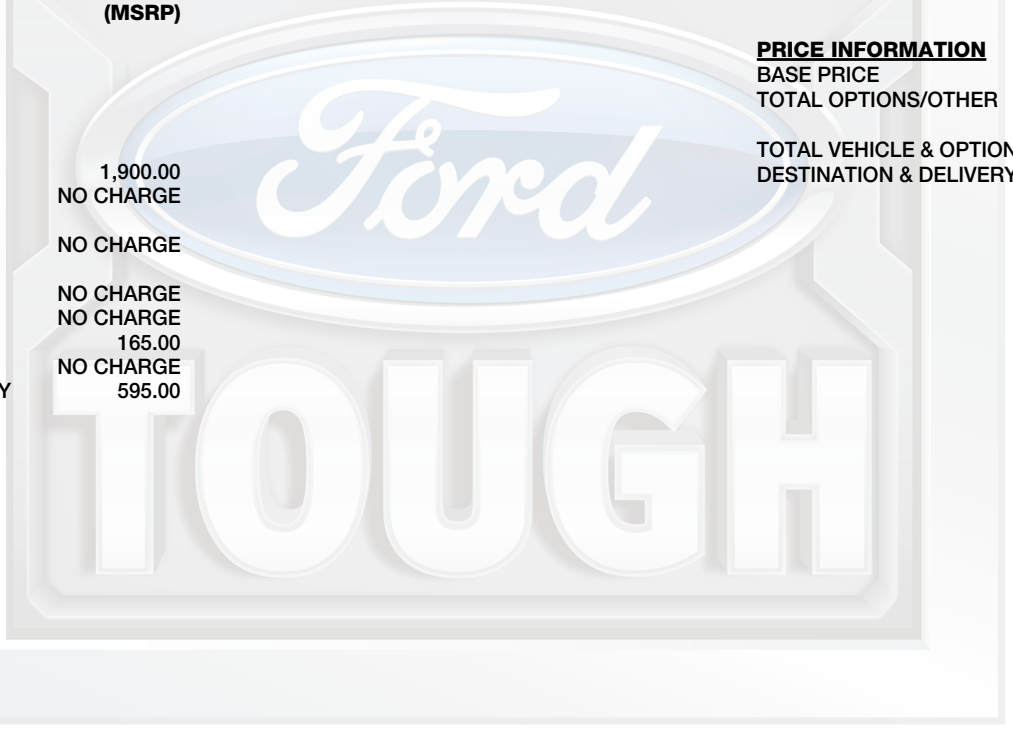 (MSRP)
1,900.00
NO CHARGE
NO CHARGE
NO CHARGE
NO CHARGE
165.00
NO CHARGE
Y 595.00
PRICE INFORMATION
BASE PRICE
TOTAL OPTIONS/OTHER
TOTAL VEHICLE & OPTION
DESTINATION & DELIVERY
Ford
TOUGH